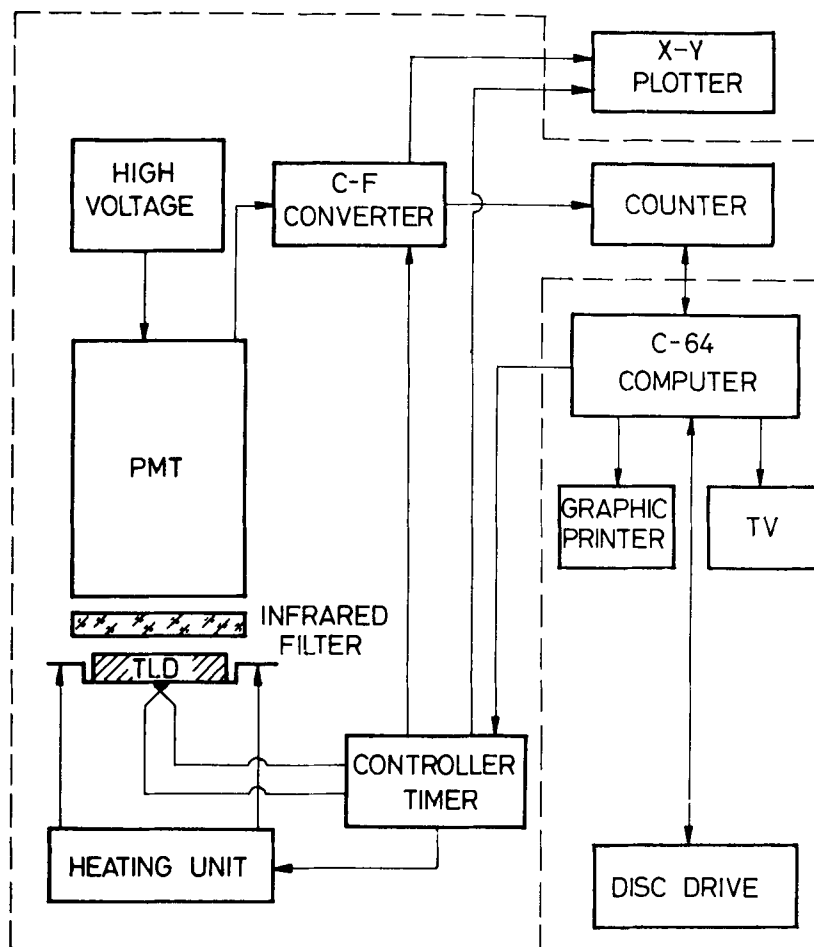 X-Y
PLOTTER
HIGH
VOLTAGE
C-F
CONVERTER
COUNTER
C-64
COMPUTER
PMT
GRAPHIC
PRINTER
TV
INFRARED
FILTER
TLD
CONTROLLER
TIMER
HEATING UNIT
DISC DRIVE